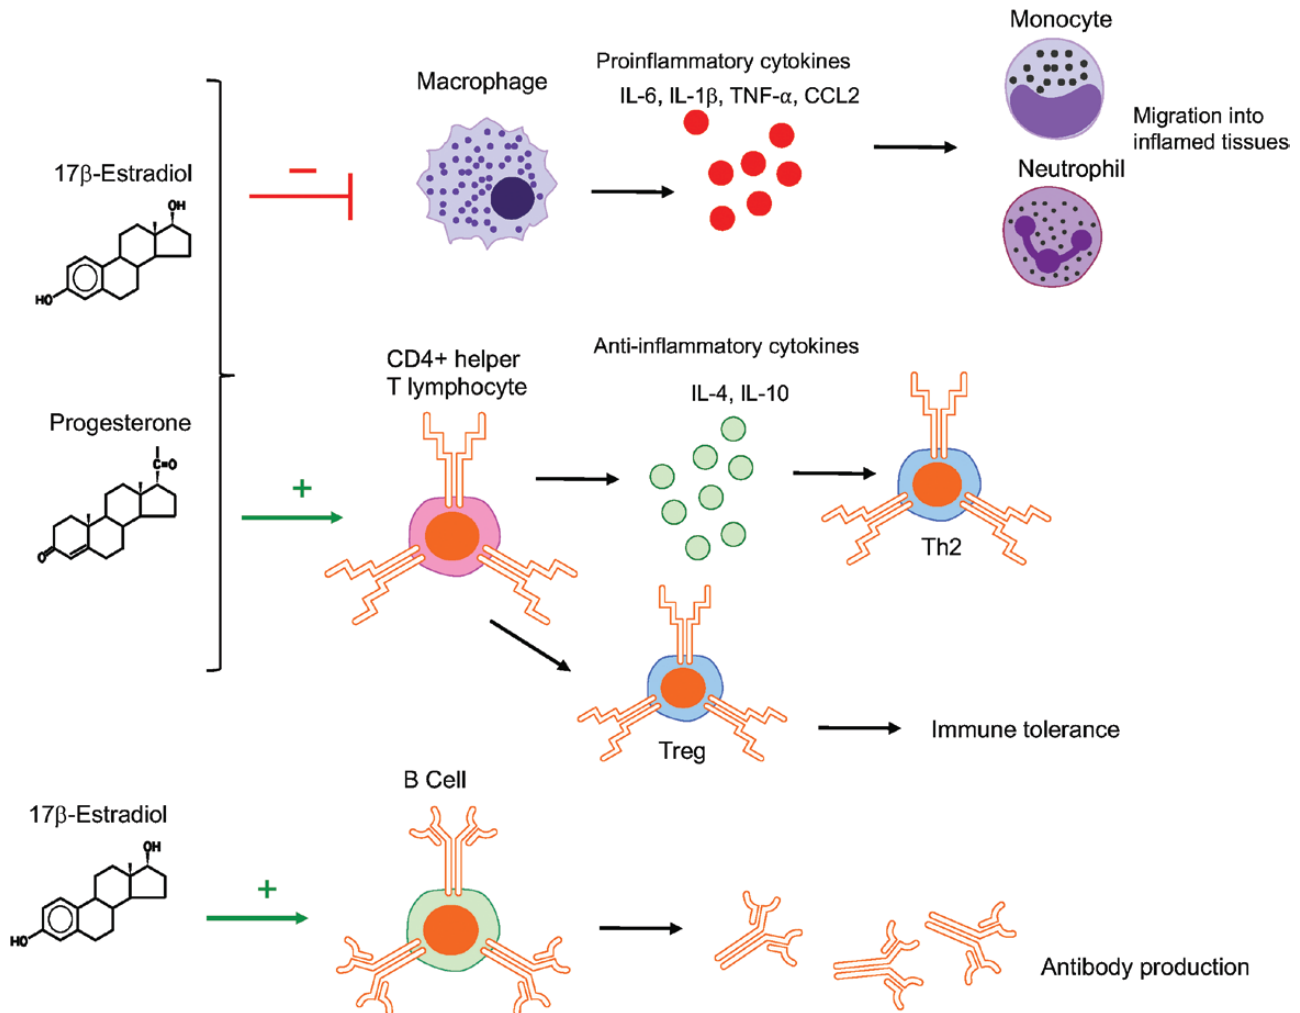 Monocyte
Proinflammatory cytokines
Macrophage
IL-6, IL-1β, TNF-α, CCL2
Migration into
inflamed tissues
17β-Estradiol
−
Neutrophil
OH
HO
Anti-inflammatory cytokines
CD4+ helper
T lymphocyte
IL-4, IL-10
Progesterone
C=O
+
O
Th2
Treg
Immune tolerance
B Cell
17β-Estradiol
OH
+
HO
Antibody production